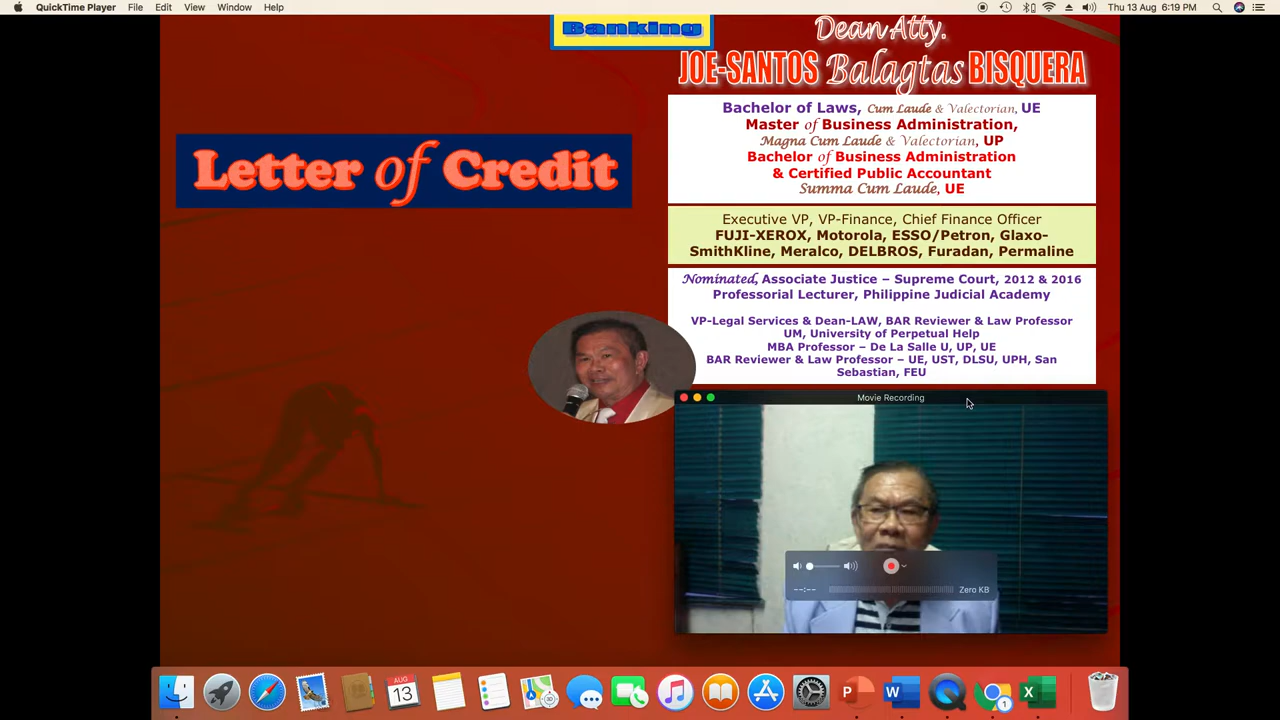 QuickTime Player File Edit View Window Help
Thu 13 Aug 6:19 PM
Banking
Dean Atty.
JOE-SANTOS Balagtas BISQUERA
Letter of Credit
Bachelor of Laws, Cum Laude & Valectorian, UE
Master of Business Administration,
Magna Cum Laude & Valectorian, UP
Bachelor of Business Administration
& Certified Public Accountant
Summa Cum Laude, UE
Executive VP, VP-Finance, Chief Finance Officer
FUJI-XEROX, Motorola, ESSO/Petron, Glaxo-
SmithKline, Meralco, DELBROS, Furadan, Permaline
Nominated, Associate Justice – Supreme Court, 2012 & 2016
Professorial Lecturer, Philippine Judicial Academy
VP-Legal Services & Dean-LAW, BAR Reviewer & Law Professor
UM, University of Perpetual Help
MBA Professor – De La Salle U, UP, UE
BAR Reviewer & Law Professor – UE, UST, DLSU, UPH, San
Sebastian, FEU
Movie Recording
--:--
Zero KB
AUG
13
3D
P
W
1
X